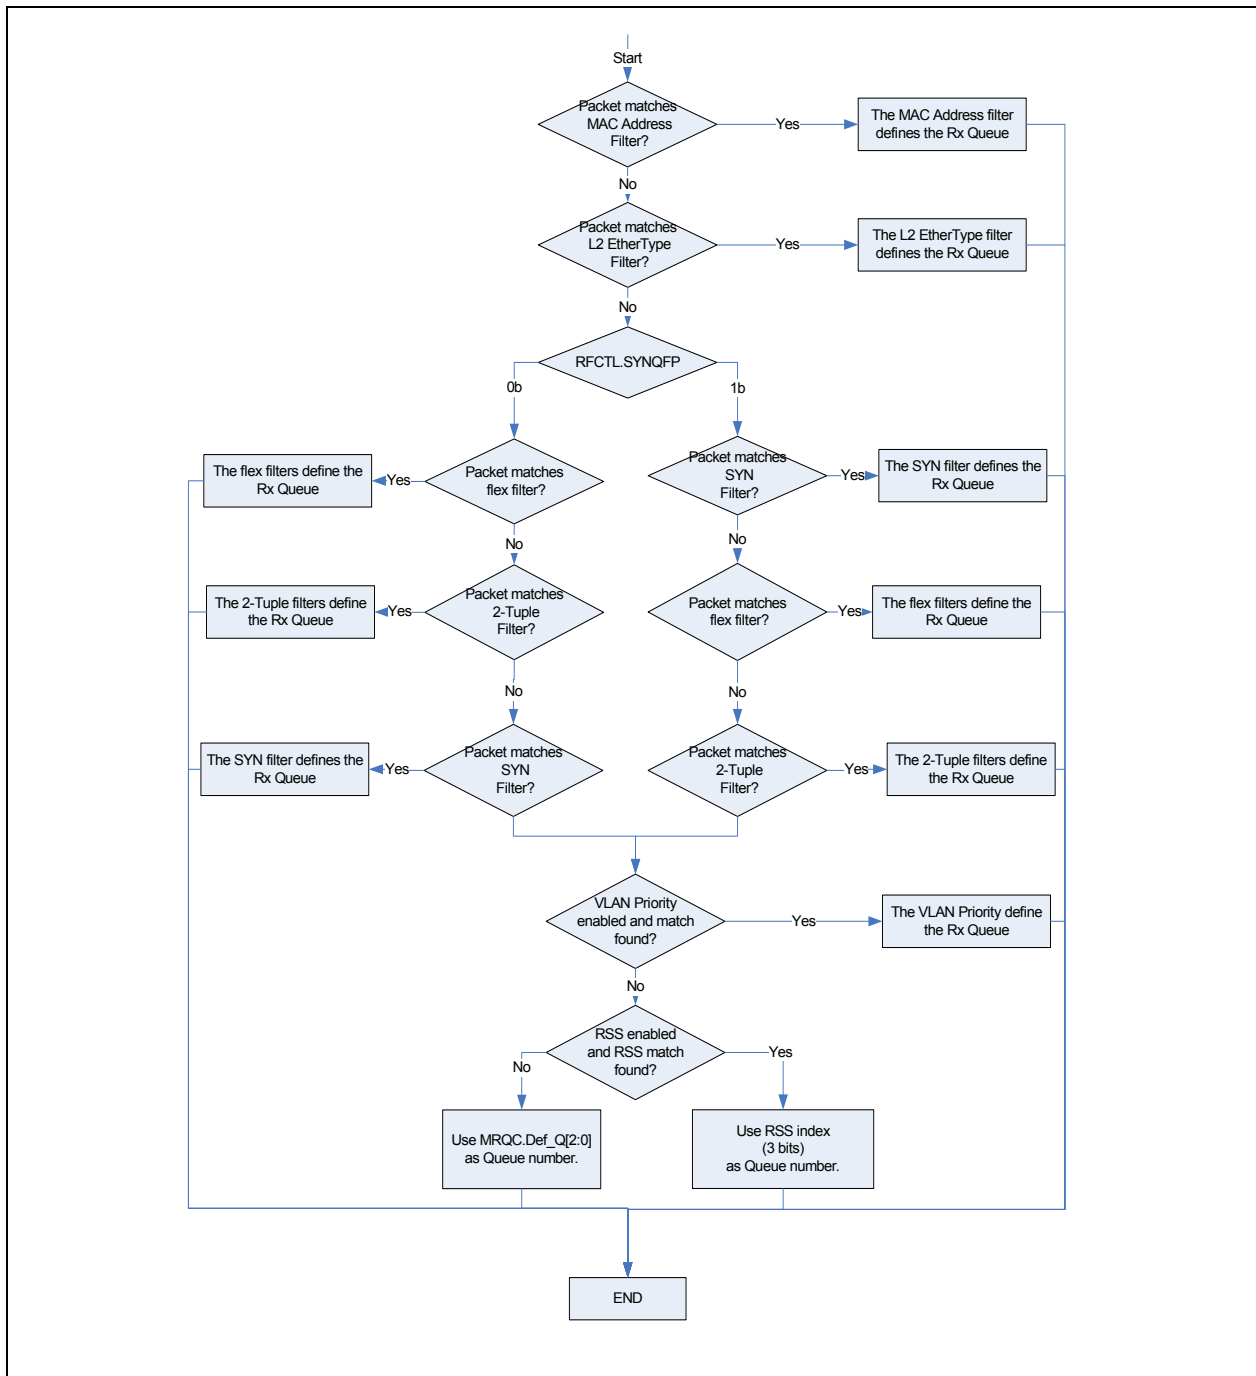 Start
Packet matches
MAC Address
Filter?
Yes
The MAC Address filter
defines the Rx Queue
No
Packet matches
L2 EtherType
Filter?
Yes
The L2 EtherType filter
defines the Rx Queue
No
RFCTL.SYNQFP
0b
1b
The flex filters define the
Rx Queue
Yes
Packet matches
flex filter?
Packet matches
SYN
Filter?
Yes
The SYN filter defines the
Rx Queue
No
No
The 2-Tuple filters define
the Rx Queue
Yes
Packet matches
2-Tuple
Filter?
Packet matches
flex filter?
Yes
The flex filters define the
Rx Queue
No
No
The SYN filter defines the
Rx Queue
Yes
Packet matches
SYN
Filter?
Packet matches
2-Tuple
Filter?
Yes
The 2-Tuple filters define
the Rx Queue
VLAN Priority
enabled and match
found?
Yes
The VLAN Priority define
the Rx Queue
No
RSS enabled
and RSS match
found?
No
Yes
Use MRQC.Def_Q[2:0]
as Queue number.
Use RSS index
(3 bits)
as Queue number.
END